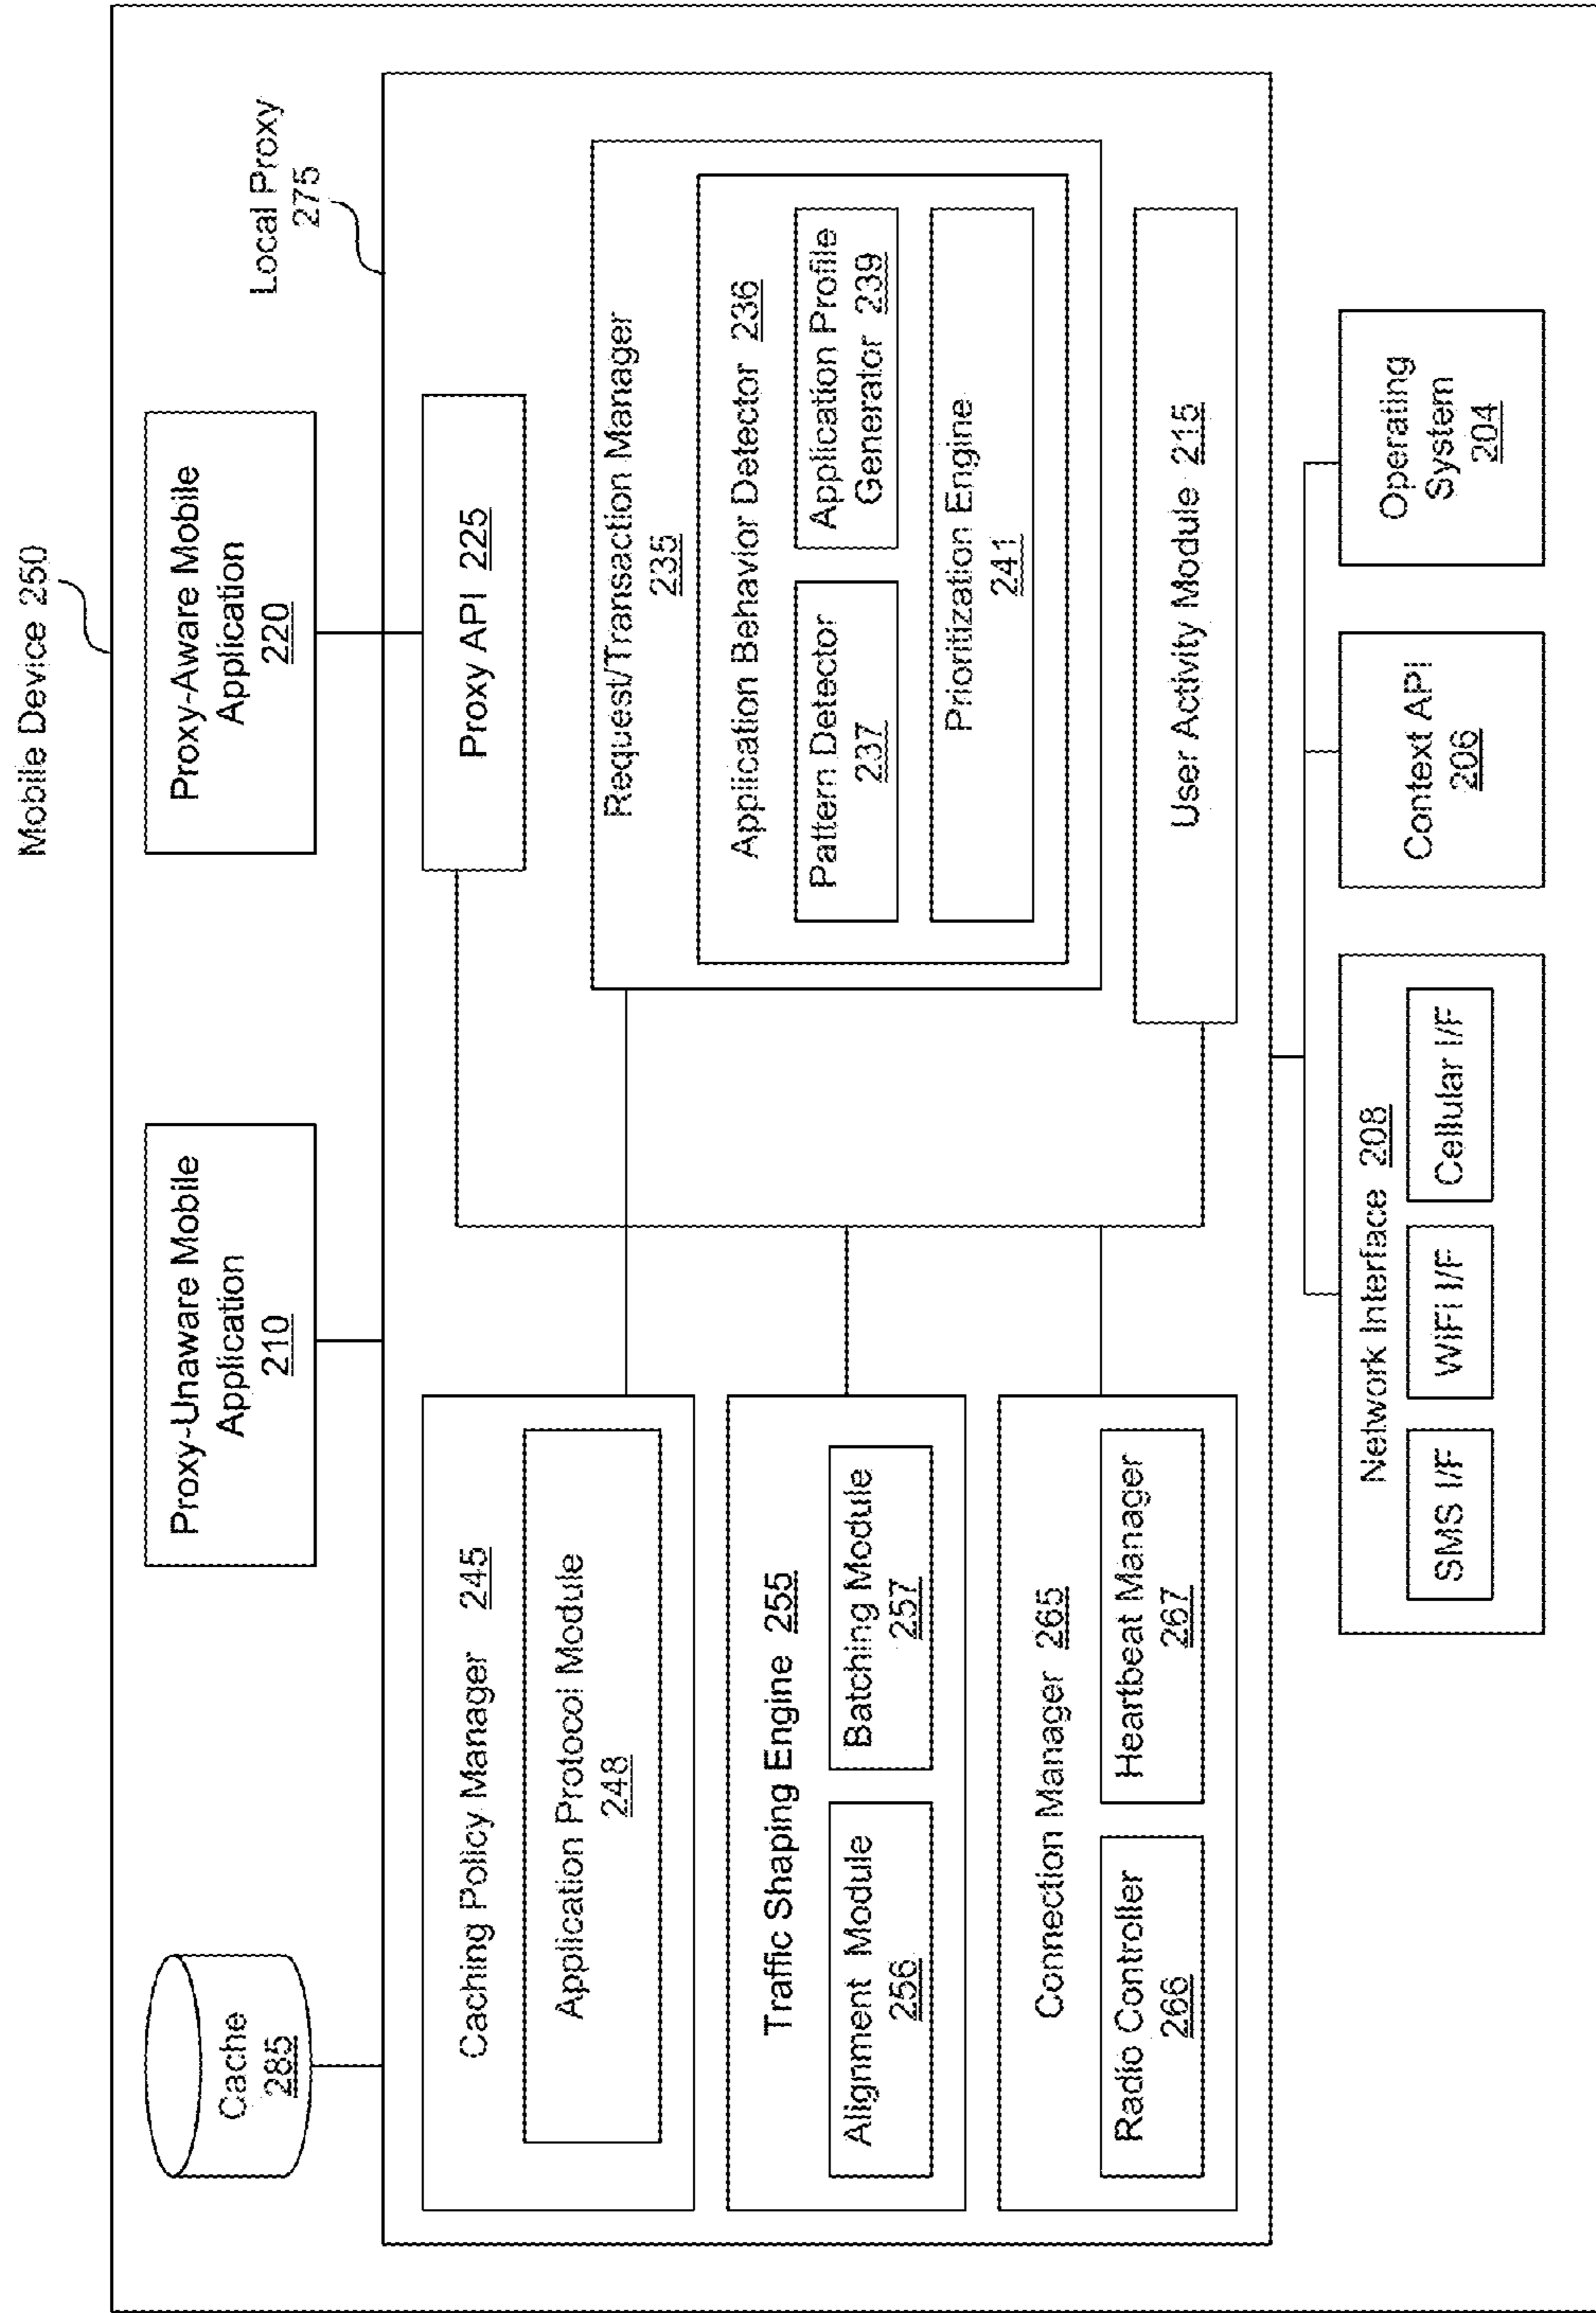 Mobile Device 250
Local Proxy
275
Cache
285
Proxy-Unaware Mobile
Application
210
Proxy-Aware Mobile
Application
220
Caching Policy Manager 245
Application Protocol Module
248
Traffic Shaping Engine 255
Alignment Module
256
Batching Module
257
Connection Manager 265
Radio Controller
266
Heartbeat Manager
267
Proxy API 225
Request/Transaction Manager
235
Application Behavior Detector 236
Pattern Detector
237
Application Profile
Generator 239
Prioritization Engine
241
User Activity Module 215
Network Interface 208
SMS I/F
WiFi I/F
Cellular I/F
Context API
206
Operating
System
204